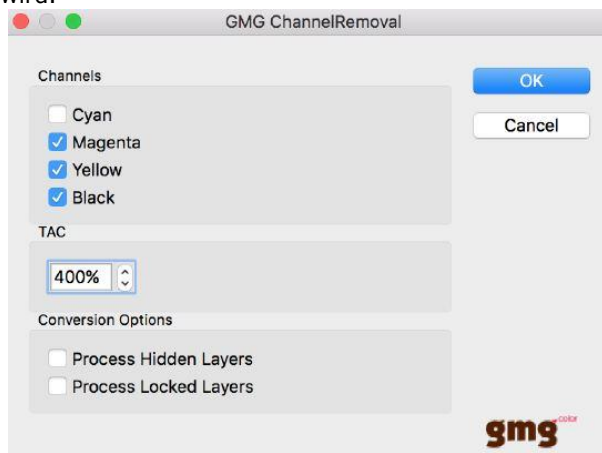 wird.
GMG ChannelRemoval
Channels
OK
Cyan
Cancel
Magenta
Yellow
Black
TAC
400%
Conversion Options
Process Hidden Layers
Process Locked Layers
gmg color